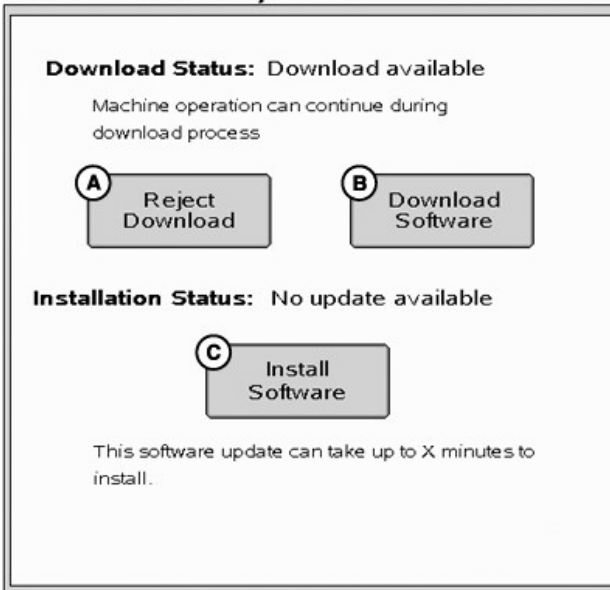 Download Status: Download available
Machine operation can continue during
download process
A
Reject
Download
B
Download
Software
Installation Status: No update available
C
Install
Software
This software update can take up to X minutes to
install.